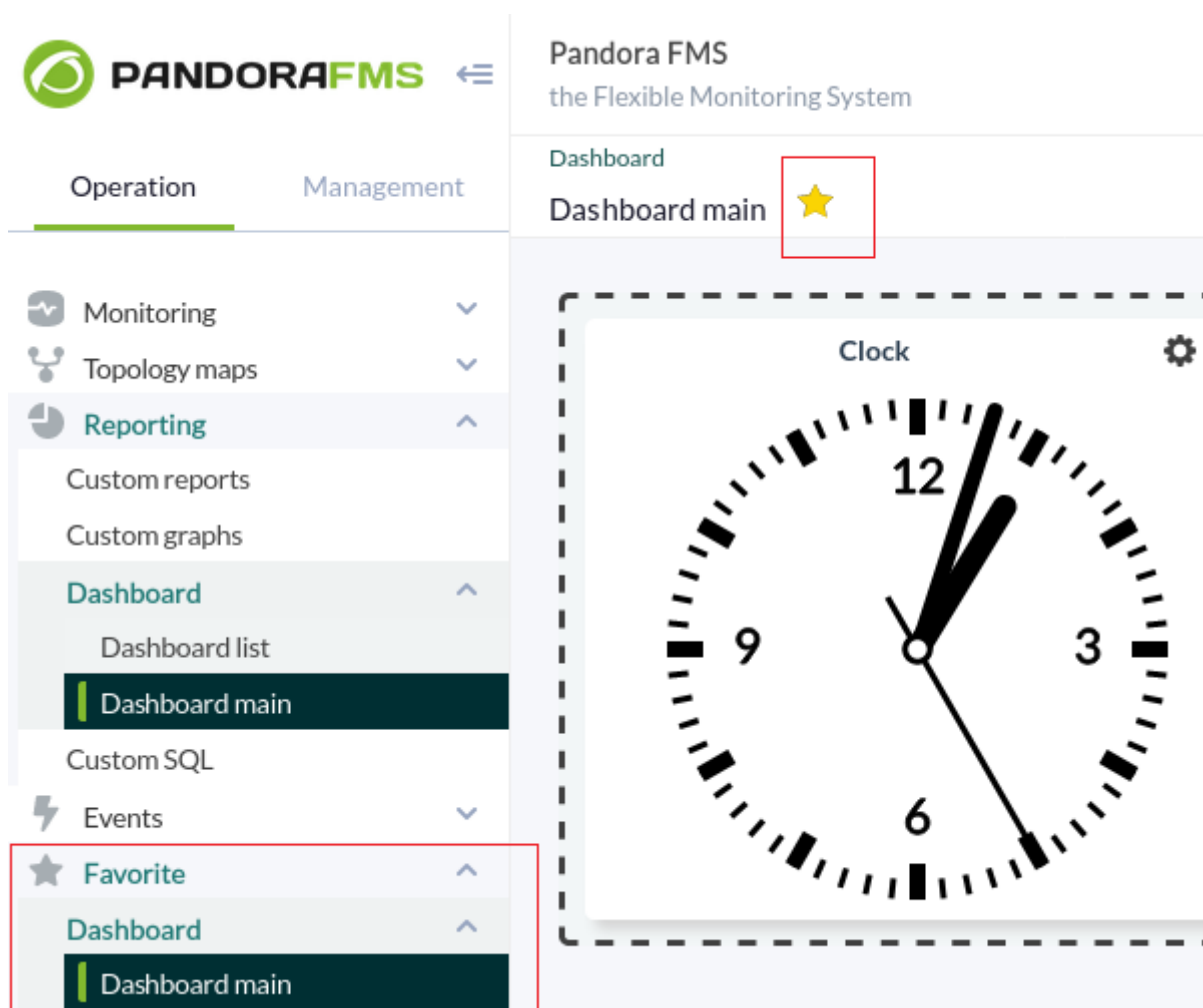 PANDORAFMS
Operation
Management
Monitoring
Topology maps
Reporting
Custom reports
Custom graphs
Dashboard
Dashboard list
Dashboard main
Custom SQL
Events
Favorite
Dashboard
Dashboard main
Pandora FMS
the Flexible Monitoring System
Dashboard
Dashboard main
Clock
12
9
3
6